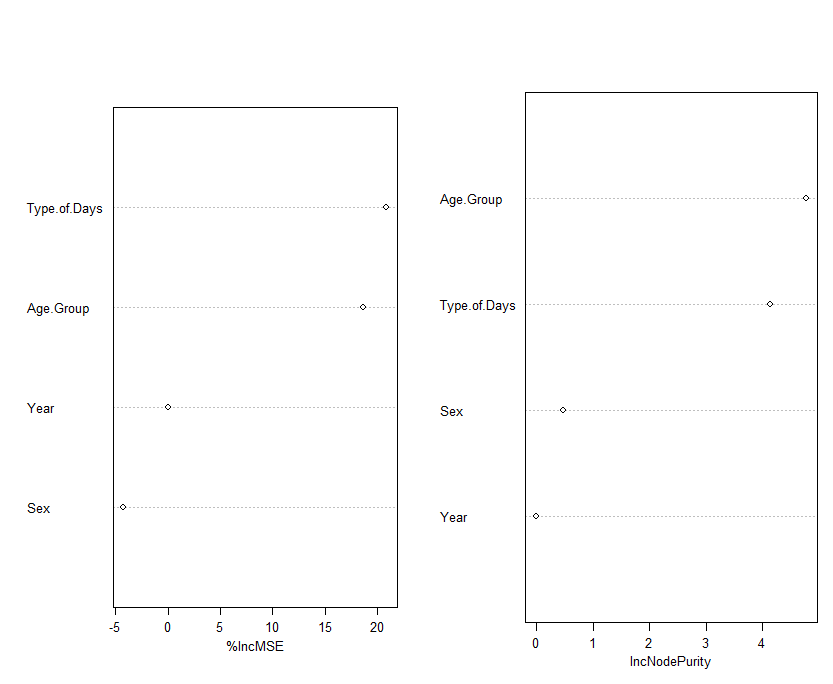 Type.of.Days
Age.Group
Year
Sex
-5 0 5 10 15 20
%IncMSE
Age.Group
Type.of.Days
Sex
Year
0 1 2 3 4
IncNodePurity